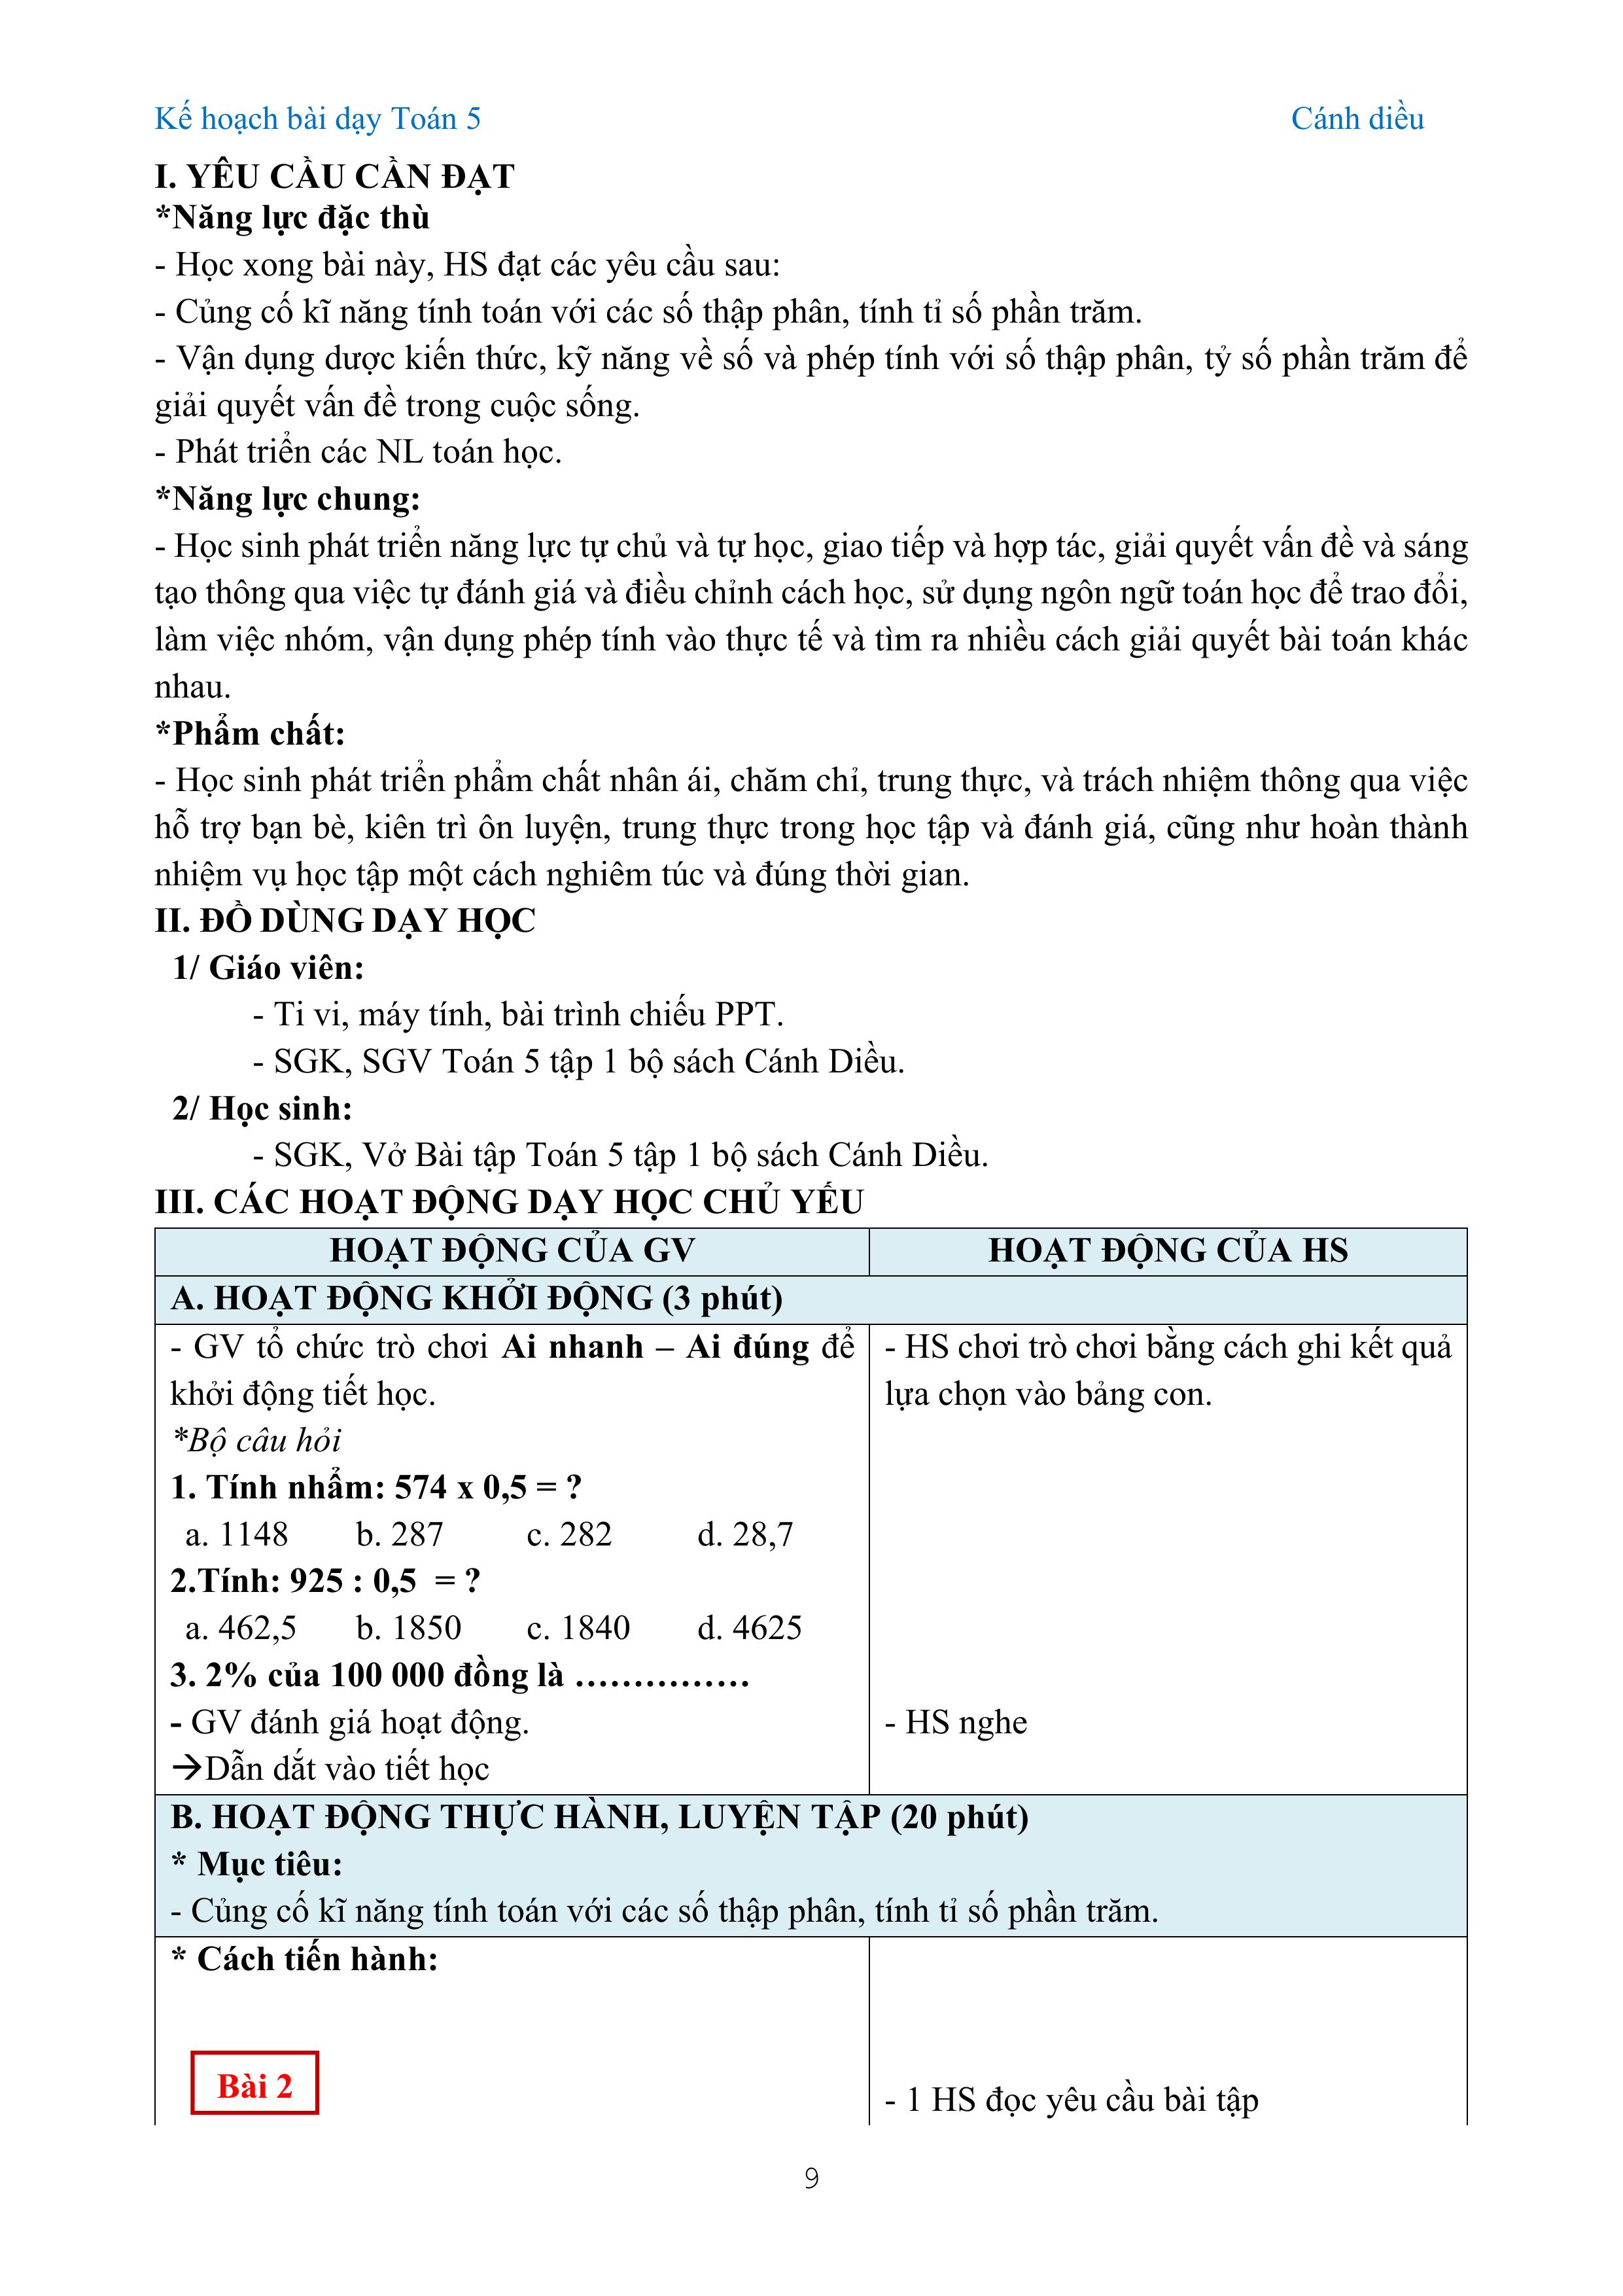 Kế hoạch bài dạy Toán 5 Cánh diều
I. YÊU CẦU CẦN ĐẠT
*Năng lực đặc thù
- Học xong bài này, HS đạt các yêu cầu sau:
- Củng cố kĩ năng tính toán với các số thập phân, tính tỉ số phần trăm.
- Vận dụng dược kiến thức, kỹ năng về số và phép tính với số thập phân, tỷ số phần trăm để
giải quyết vấn đề trong cuộc sống.
- Phát triển các NL toán học.
*Năng lực chung:
- Học sinh phát triển năng lực tự chủ và tự học, giao tiếp và hợp tác, giải quyết vấn đề và sáng
tạo thông qua việc tự đánh giá và điều chỉnh cách học, sử dụng ngôn ngữ toán học để trao đổi,
làm việc nhóm, vận dụng phép tính vào thực tế và tìm ra nhiều cách giải quyết bài toán khác
nhau.
*Phẩm chất:
- Học sinh phát triển phẩm chất nhân ái, chăm chỉ, trung thực, và trách nhiệm thông qua việc
hỗ trợ bạn bè, kiên trì ôn luyện, trung thực trong học tập và đánh giá, cũng như hoàn thành
nhiệm vụ học tập một cách nghiêm túc và đúng thời gian.
II. ĐỒ DÙNG DẠY HỌC
1/ Giáo viên:
- Ti vi, máy tính, bài trình chiếu PPT.
- SGK, SGV Toán 5 tập 1 bộ sách Cánh Diều.
2/ Học sinh:
- SGK, Vở Bài tập Toán 5 tập 1 bộ sách Cánh Diều.
III. CÁC HOẠT ĐỘNG DẠY HỌC CHỦ YẾU
HOẠT ĐỘNG CỦA GV HOẠT ĐỘNG CỦA HS
A. HOẠT ĐỘNG KHỞI ĐỘNG (3 phút)
- GV tổ chức trò chơi Ai nhanh – Ai đúng để
khởi động tiết học.
*Bộ câu hỏi
1. Tính nhẩm: 574 x 0,5 = ?
a. 1148 b. 287 c. 282 d. 28,7
2.Tính: 925 : 0,5 = ?
a. 462,5 b. 1850 c. 1840 d. 4625
3. 2% của 100 000 đồng là ……………
- GV đánh giá hoạt động.
→Dẫn dắt vào tiết học
- HS chơi trò chơi bằng cách ghi kết quả
lựa chọn vào bảng con.
- HS nghe
B. HOẠT ĐỘNG THỰC HÀNH, LUYỆN TẬP (20 phút)
* Mục tiêu:
- Củng cố kĩ năng tính toán với các số thập phân, tính tỉ số phần trăm.
* Cách tiến hành:
Bài 2
- 1 HS đọc yêu cầu bài tập
9